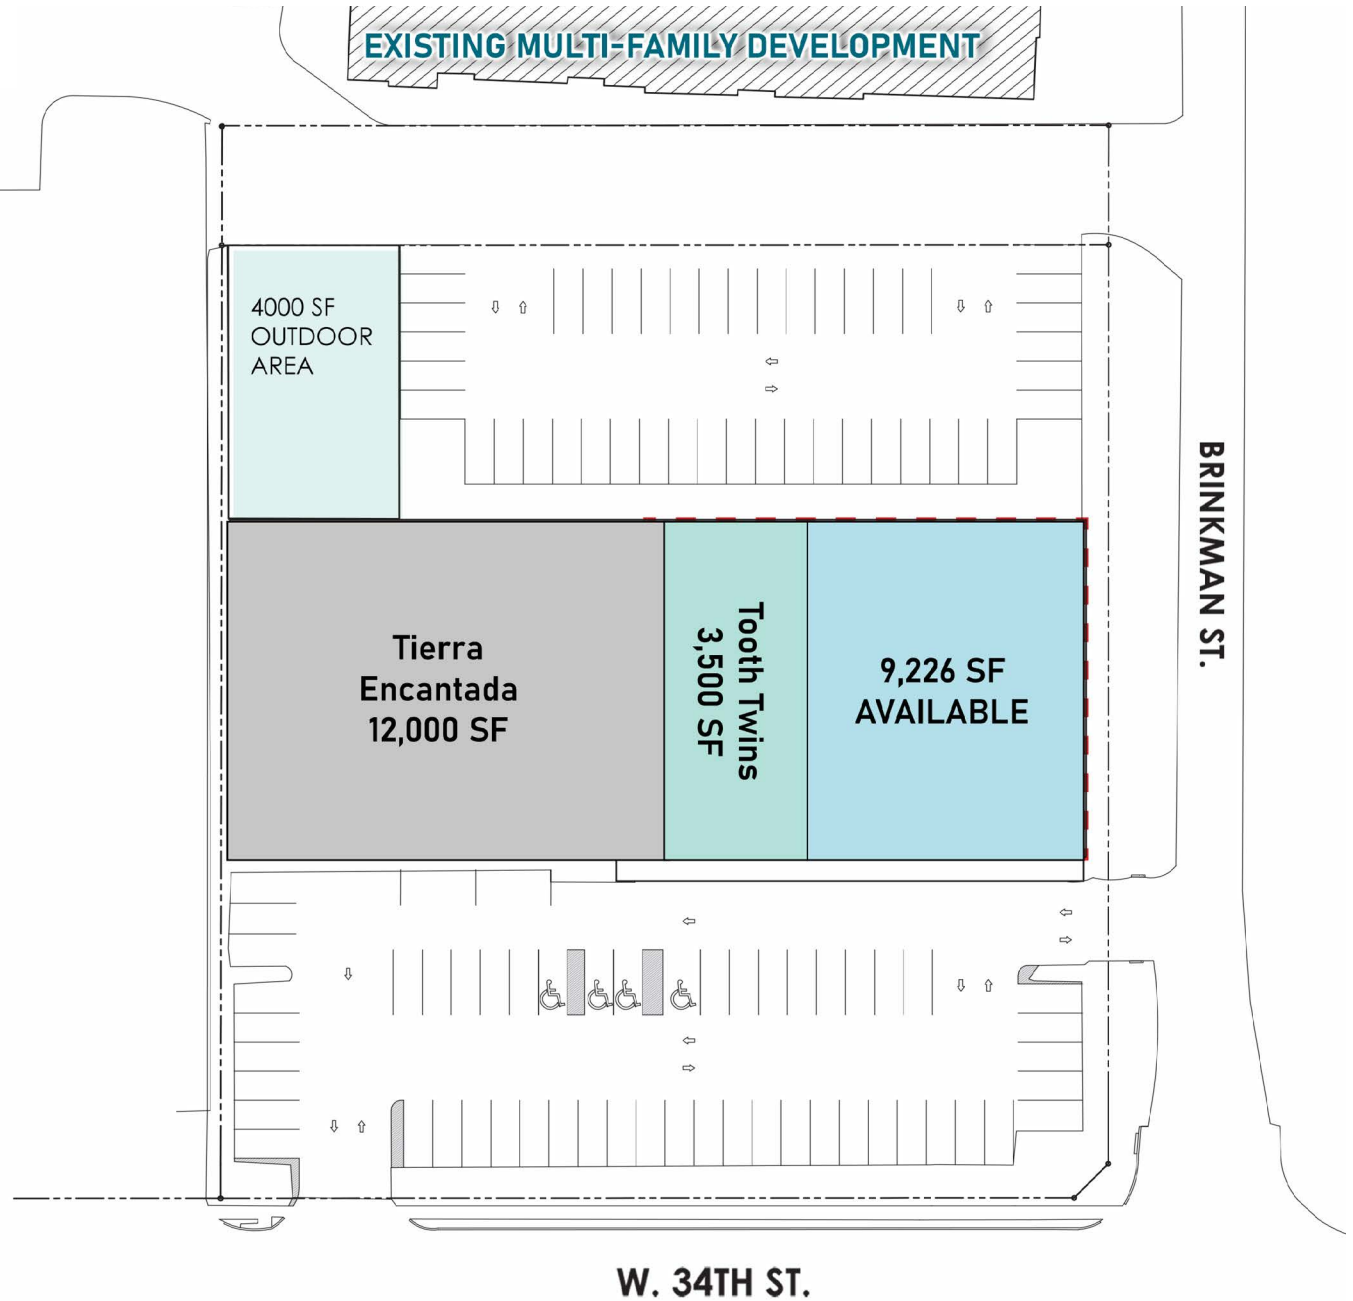 EXISTING MULTI-FAMILY DEVELOPMENT
4000 SF
OUTDOOR
AREA
BRINKMAN ST.
Tierra
Encantada
12,000 SF
Tooth Twins
3,500 SF
9,226 SF
AVAILABLE
W. 34TH ST.